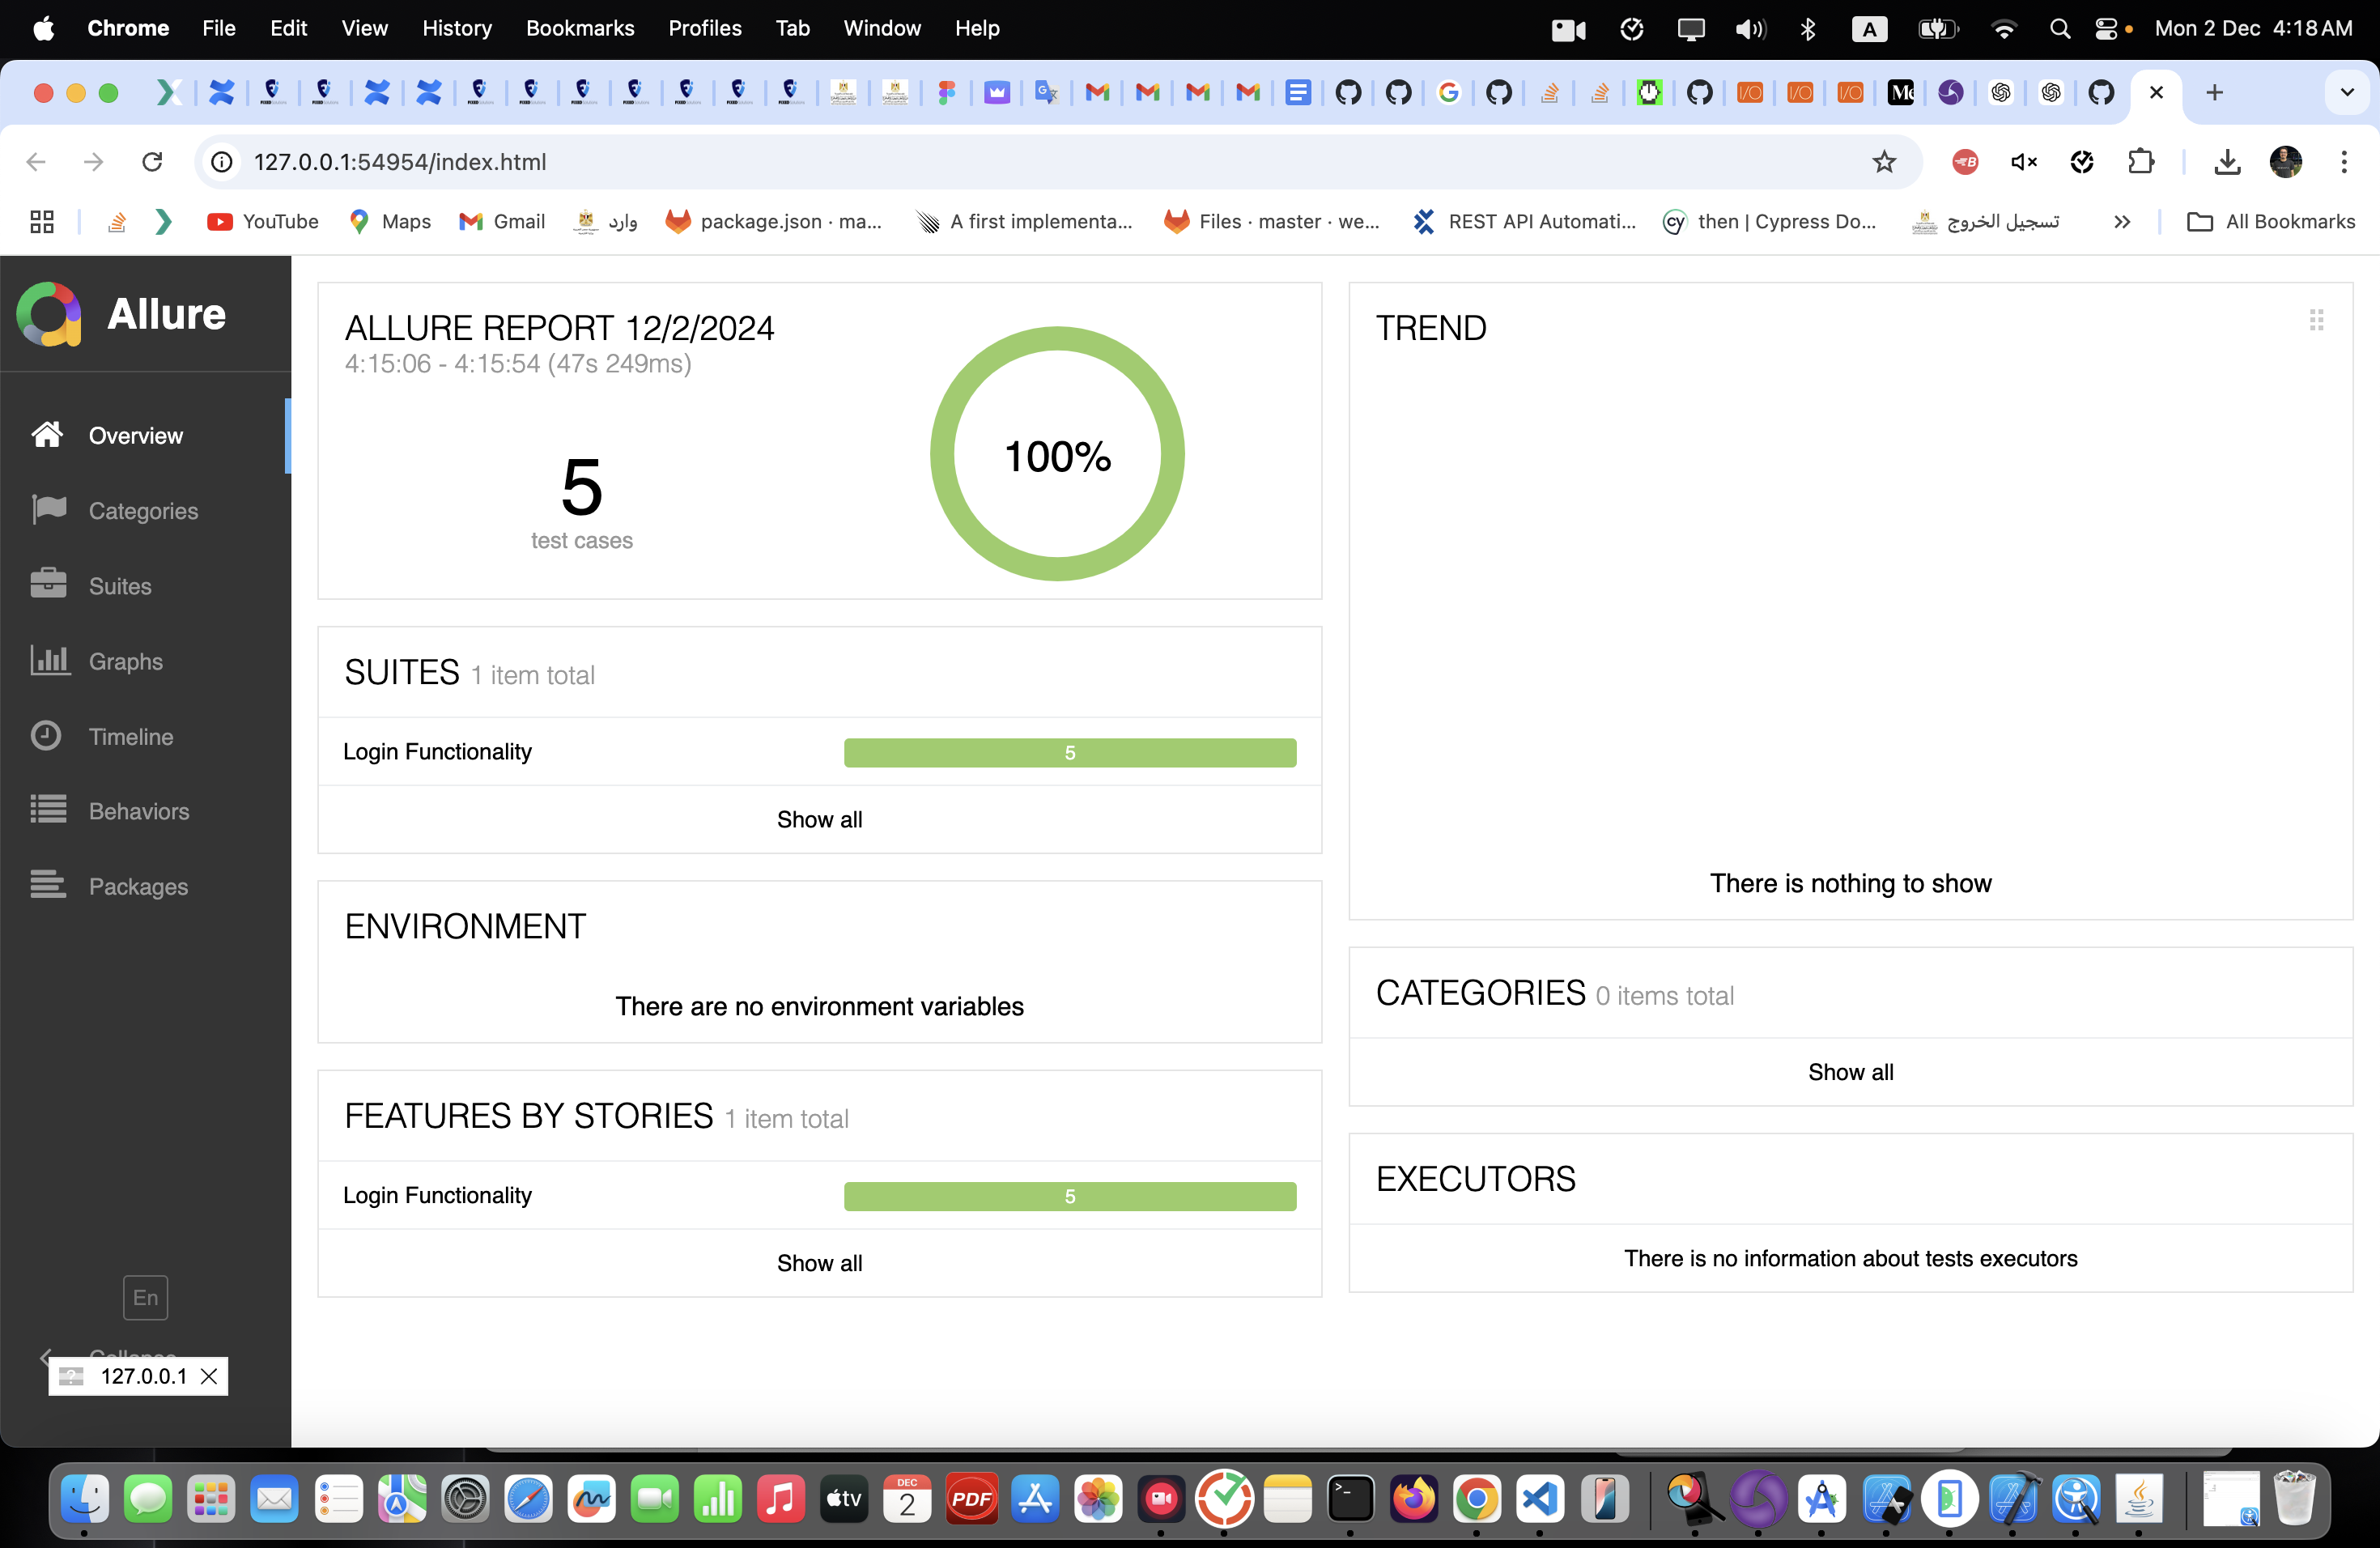 Chrome File Edit View History Bookmarks Profiles Tab Window Help A Mon 2 Dec 4:18 AM
127.0.0.1:54954/index.html
YouTube Maps Gmail وارد package.json · ma... A first implementa... Files · master · we... REST API Automati... cy then | Cypress Do... تسجيل الخروج All Bookmarks
Allure
Overview
Categories
Suites
Graphs
Timeline
Behaviors
Packages
En
Collapse
127.0.0.1
ALLURE REPORT 12/2/2024
4:15:06 - 4:15:54 (47s 249ms)
5
test cases
100%
SUITES 1 item total
Login Functionality 5
Show all
ENVIRONMENT
There are no environment variables
FEATURES BY STORIES 1 item total
Login Functionality 5
Show all
TREND
There is nothing to show
CATEGORIES 0 items total
Show all
EXECUTORS
There is no information about tests executors
tv DEC 2 PDF